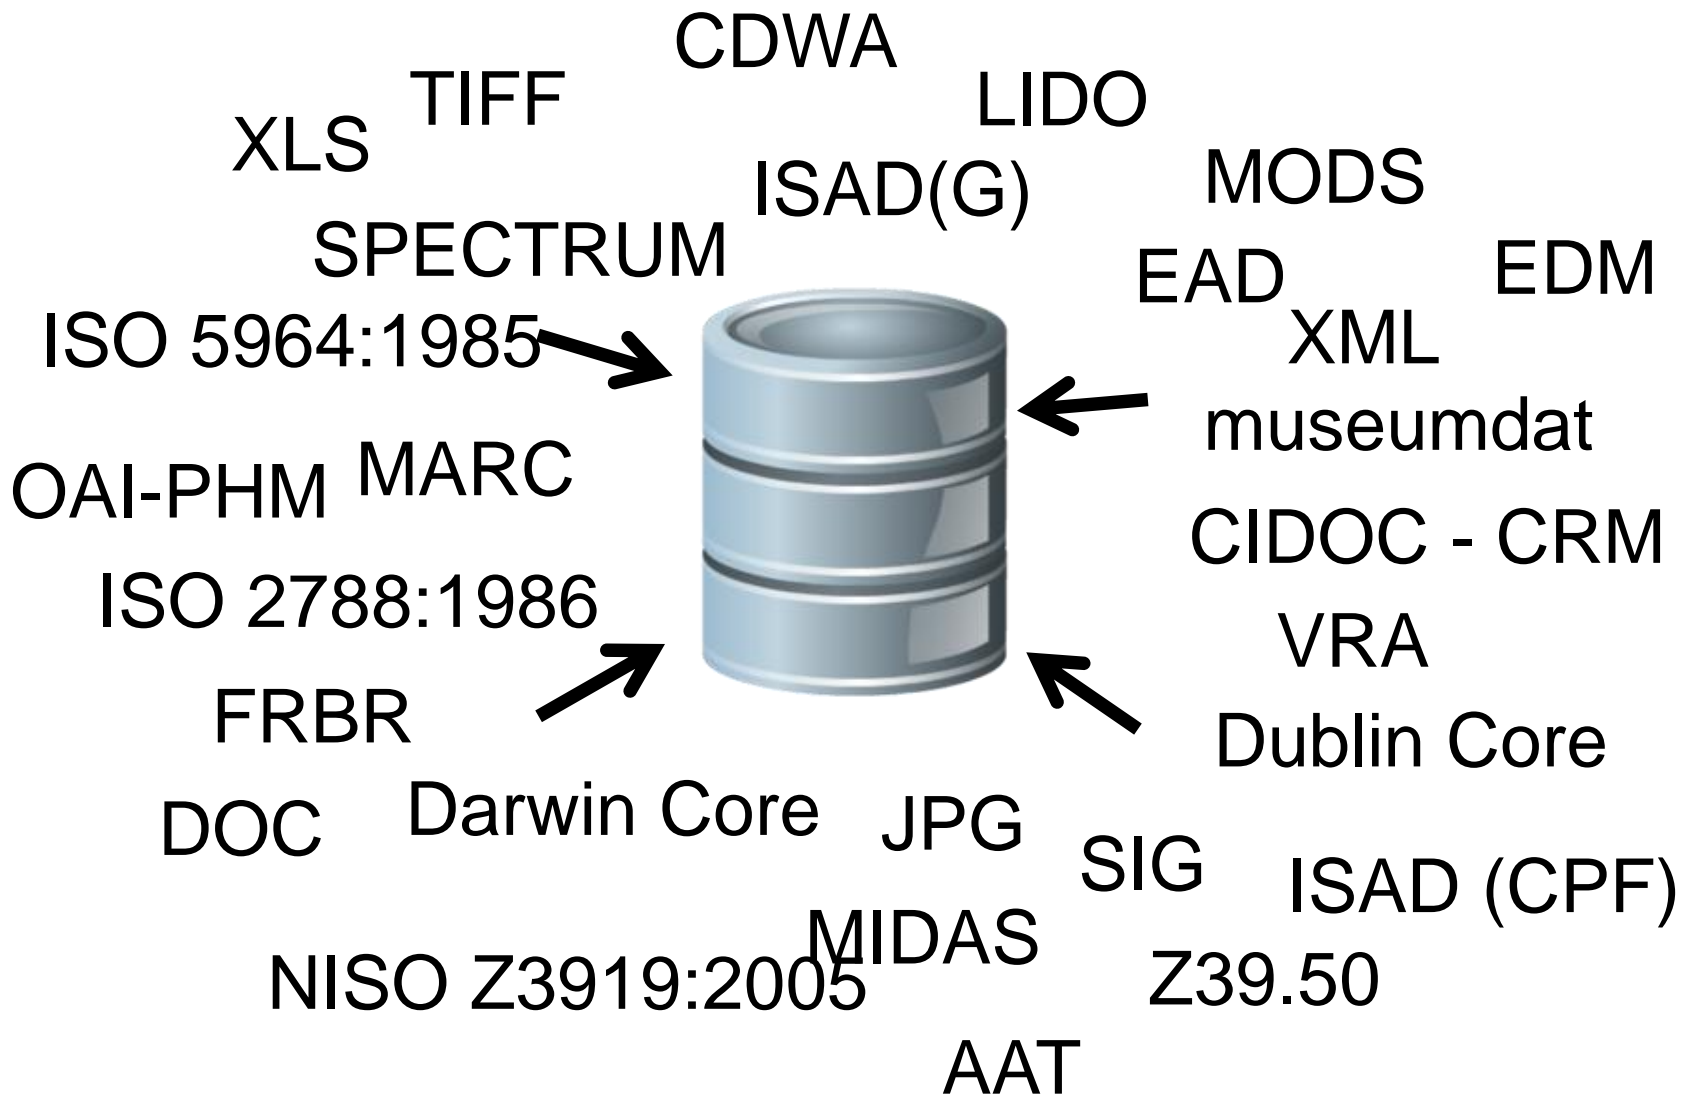 CDWA
TIFF
LIDO
XLS
ISAD(G)
MODS
SPECTRUM
EAD
EDM
ISO 5964:1985
XML
museumdat
OAI-PHM
MARC
CIDOC - CRM
ISO 2788:1986
VRA
FRBR
Dublin Core
DOC
Darwin Core
JPG
SIG
ISAD (CPF)
MIDAS
NISO Z3919:2005
Z39.50
AAT